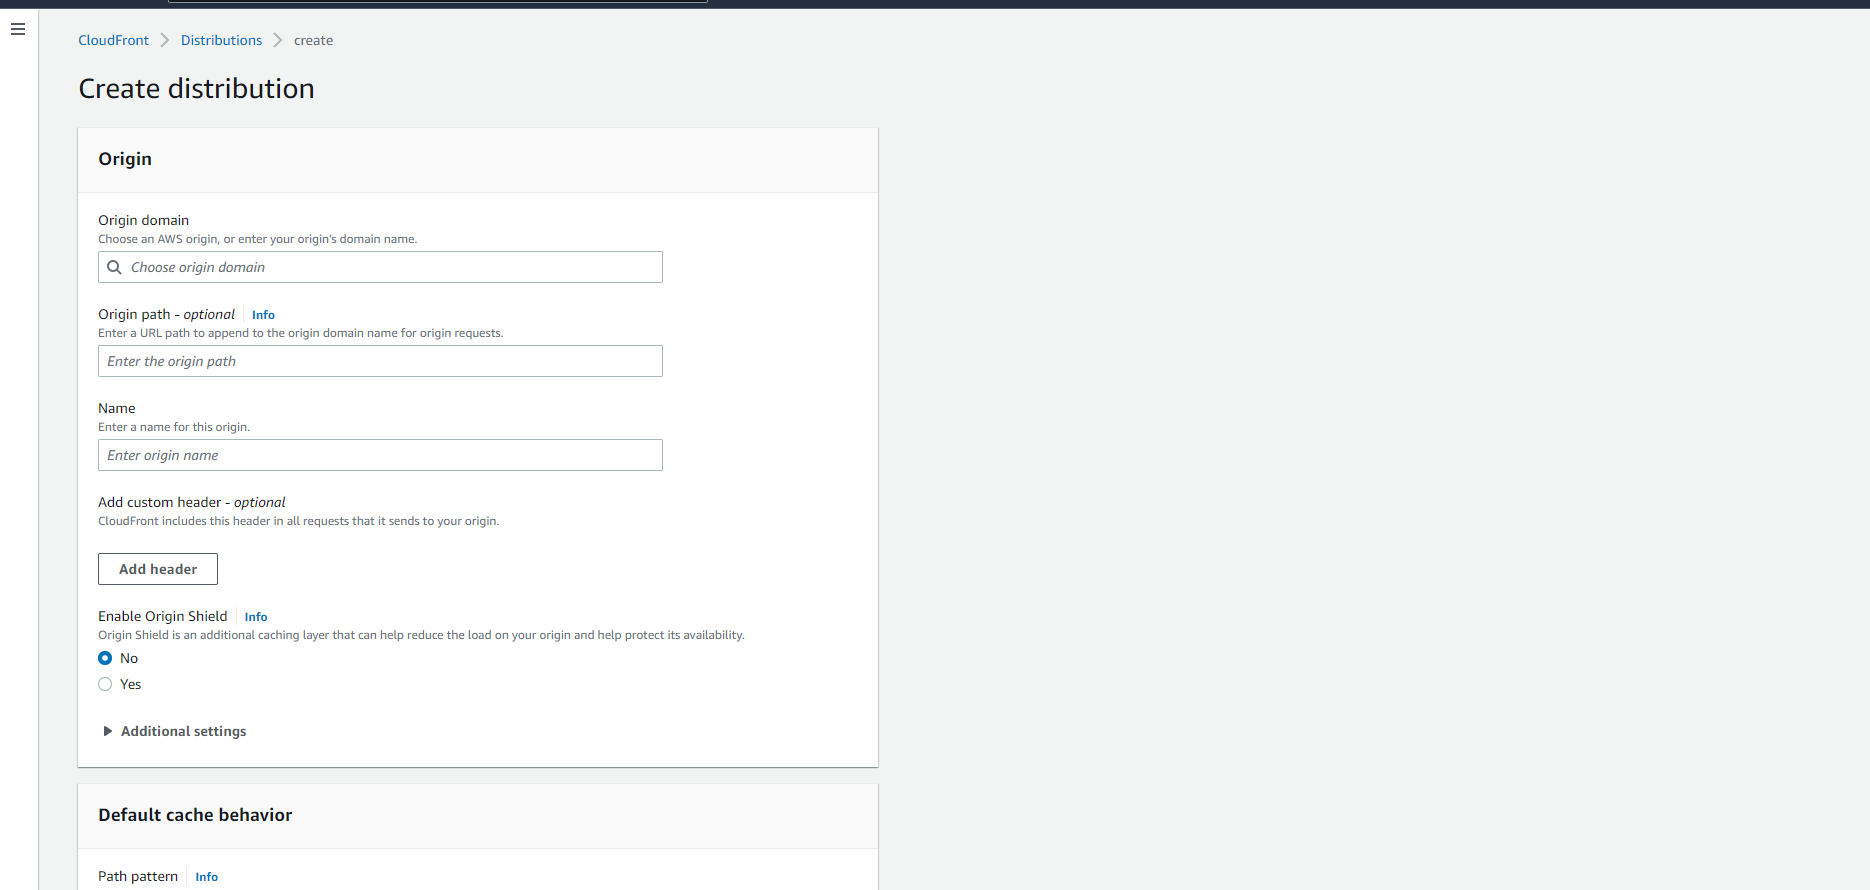 CloudFront > Distributions > create
Create distribution
Origin
Origin domain
Choose an AWS origin, or enter your origin's domain name.
Choose origin domain
Origin path - optional Info
Enter a URL path to append to the origin domain name for origin requests.
Enter the origin path
Name
Enter a name for this origin.
Enter origin name
Add custom header - optional
CloudFront includes this header in all requests that it sends to your origin.
Add header
Enable Origin Shield Info
Origin Shield is an additional caching layer that can help reduce the load on your origin and help protect its availability.
No
Yes
Additional settings
Default cache behavior
Path pattern Info